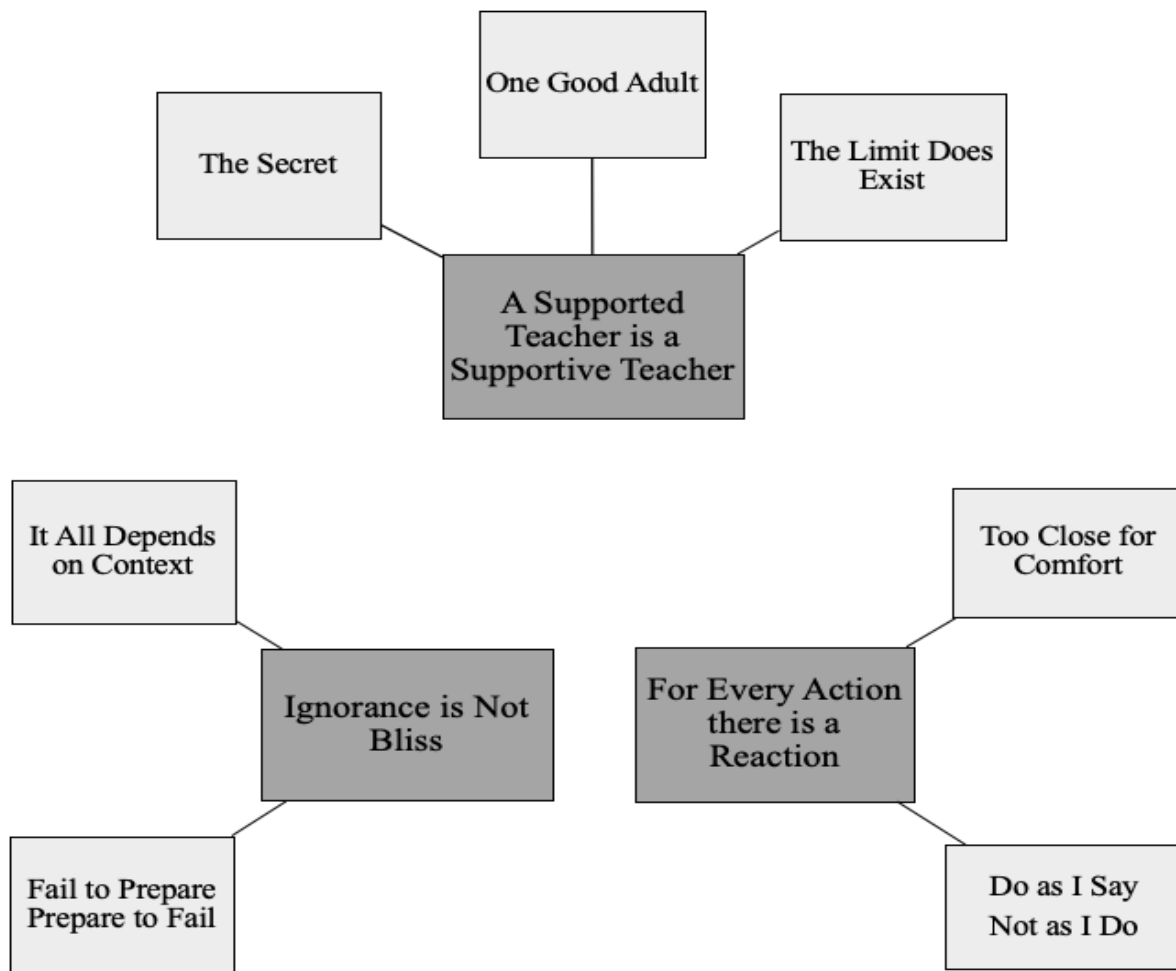 One Good Adult
The Secret
The Limit Does
Exist
A Supported
Teacher is a
Supportive Teacher
It All Depends
on Context
Too Close for
Comfort
Ignorance is Not
Bliss
For Every Action
there is a
Reaction
Fail to Prepare
Prepare to Fail
Do as I Say
Not as I Do